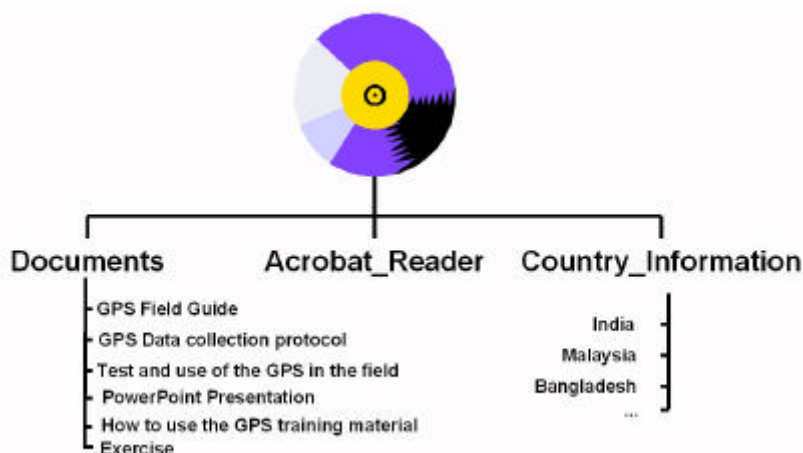 Documents
Acrobat_Reader
Country_Information
GPS Field Guide
GPS Data collection protocol
Test and use of the GPS in the field
PowerPoint Presentation
How to use the GPS training material
Exercise
India
Malaysia
Bangladesh
...